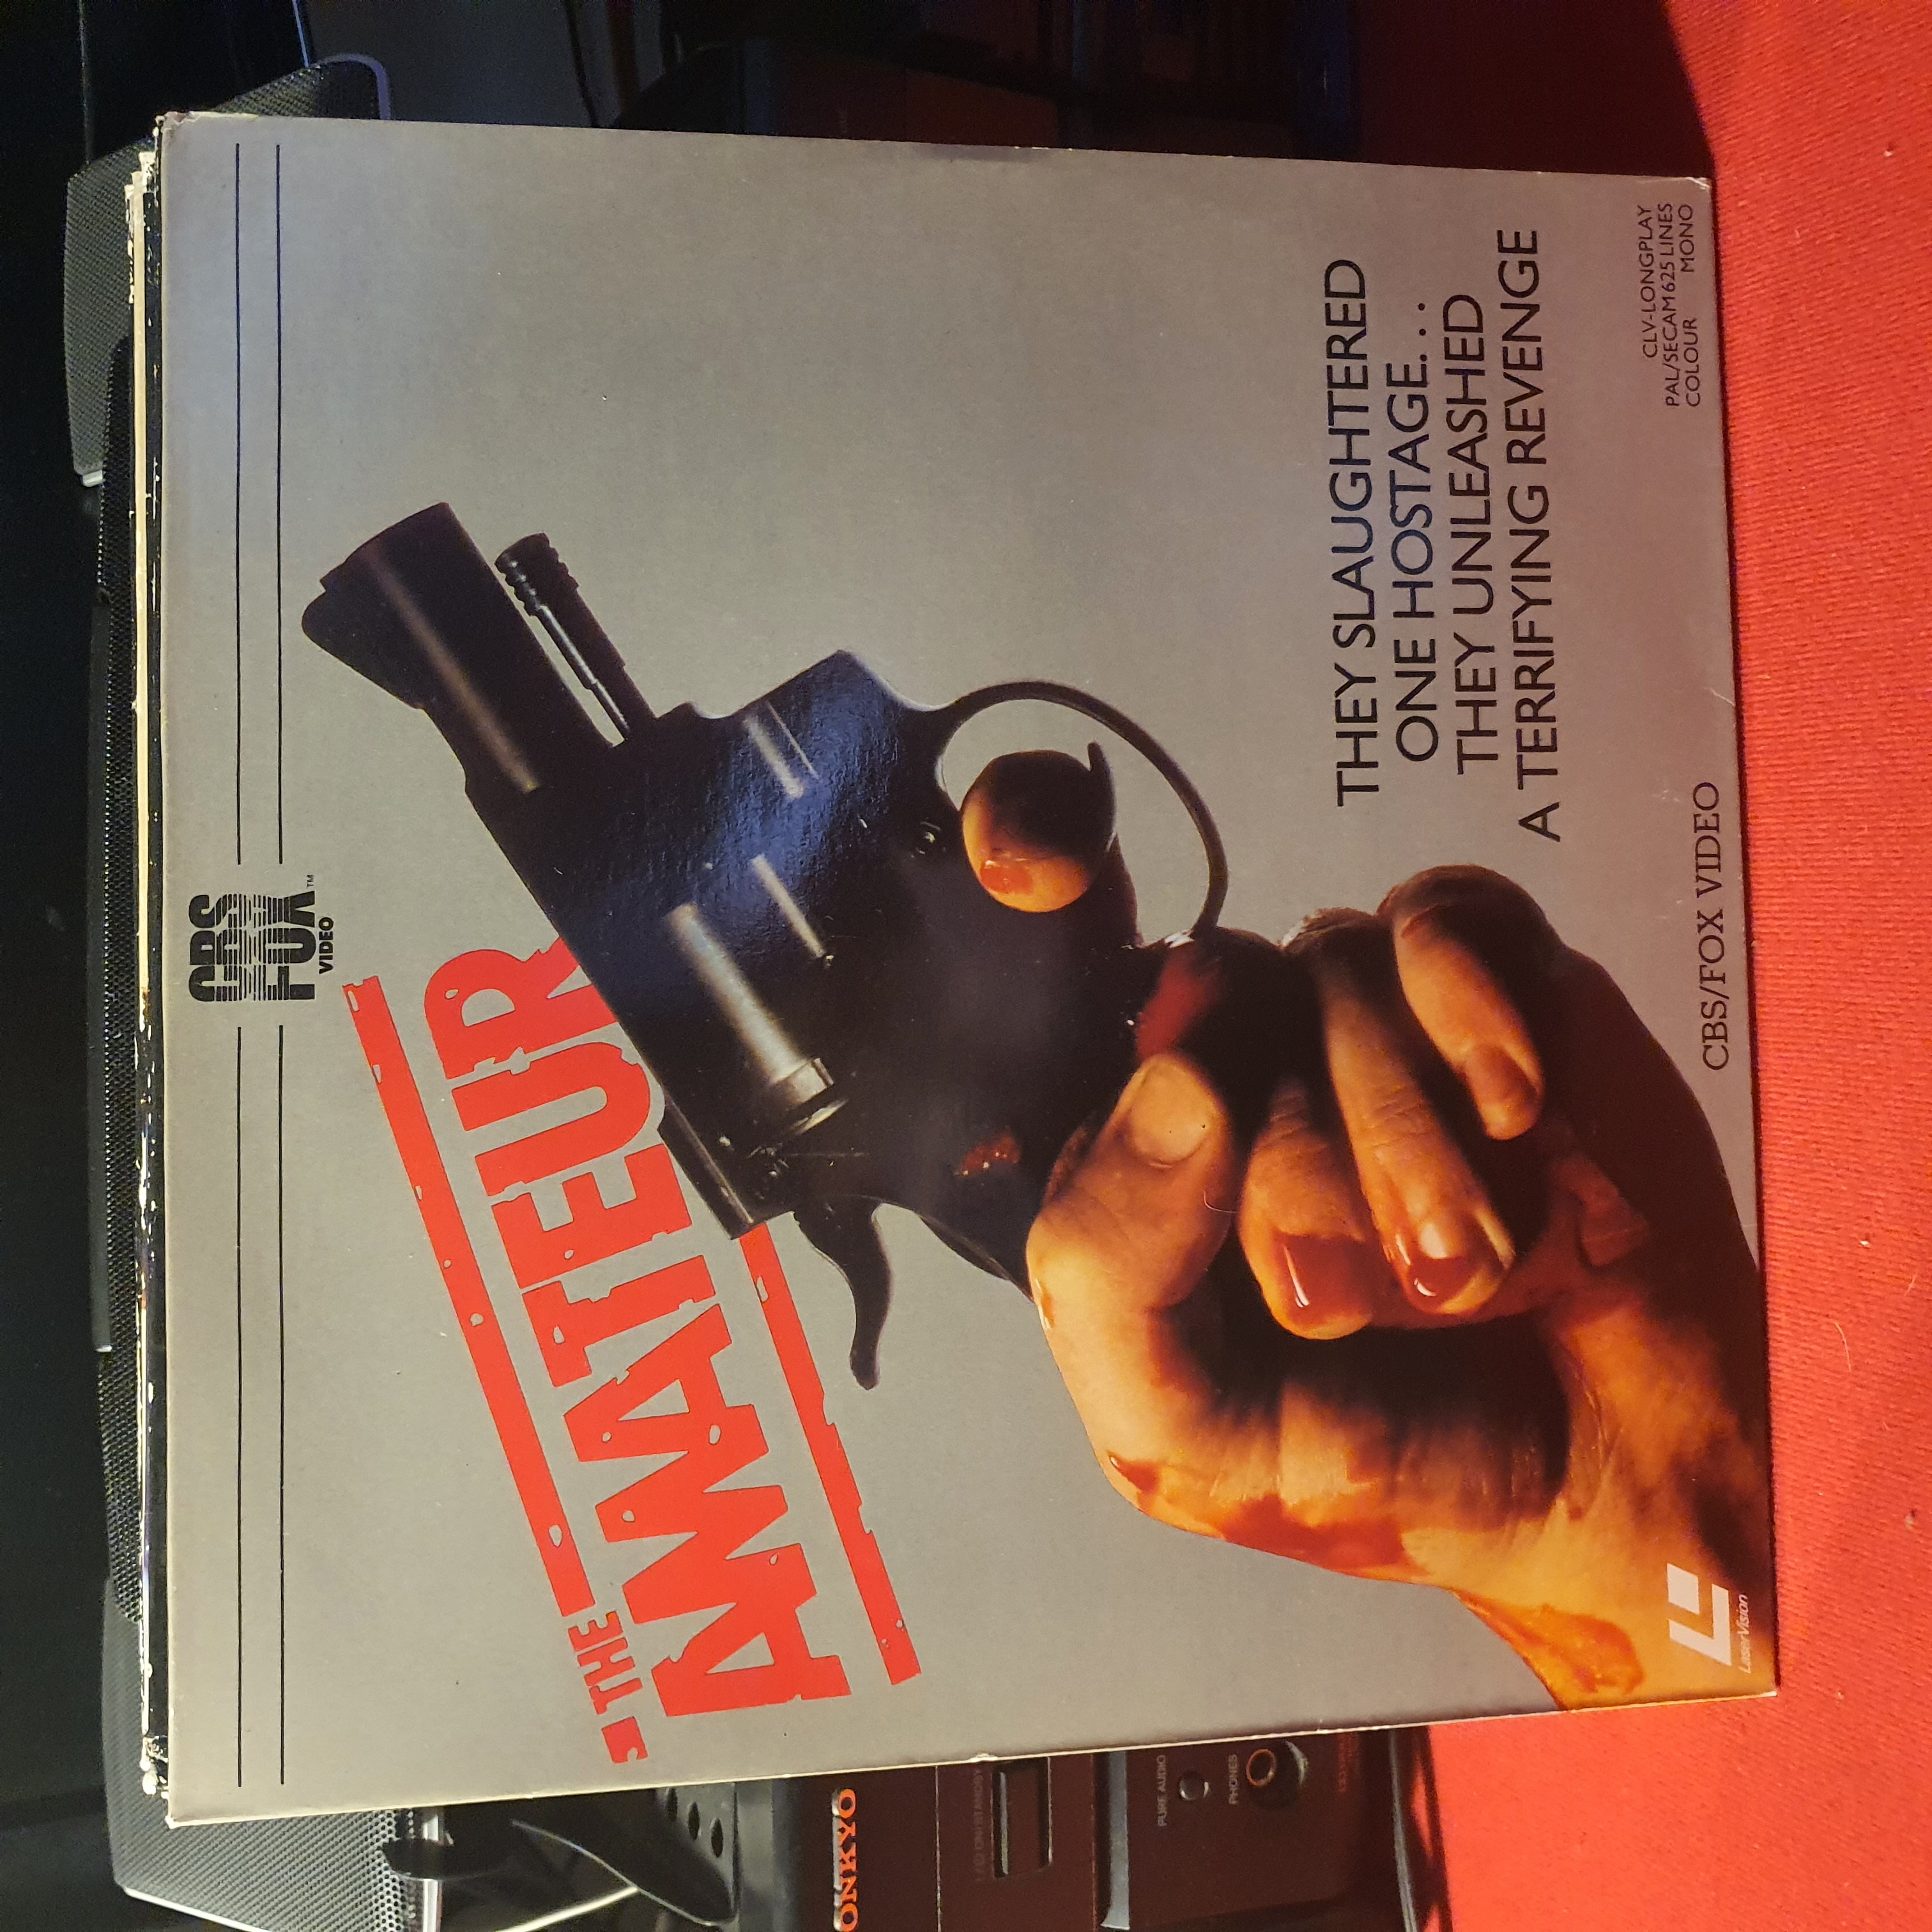 CBS
FOX
VIDEO
TM
THE
AMATEUR
THEY SLAUGHTERED
ONE HOSTAGE...
THEY UNLEASHED
A TERRIFYING REVENGE
CBS/FOX VIDEO
CLV-LONGPLAY
PAL/SECAM 625 LINES
COLOUR MONO
LaserVision
ONKYO
PURE AUDIO
PHONES